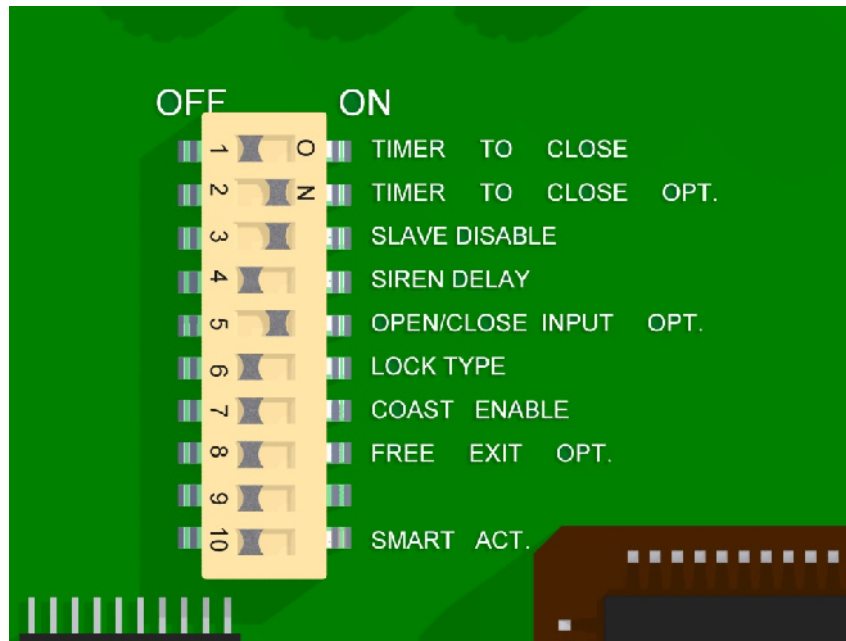 OFF ON
1 O TIMER TO CLOSE
2 N TIMER TO CLOSE OPT.
3 SLAVE DISABLE
4 SIREN DELAY
5 OPEN/CLOSE INPUT OPT.
6 LOCK TYPE
7 COAST ENABLE
8 FREE EXIT OPT.
9
10 SMART ACT.